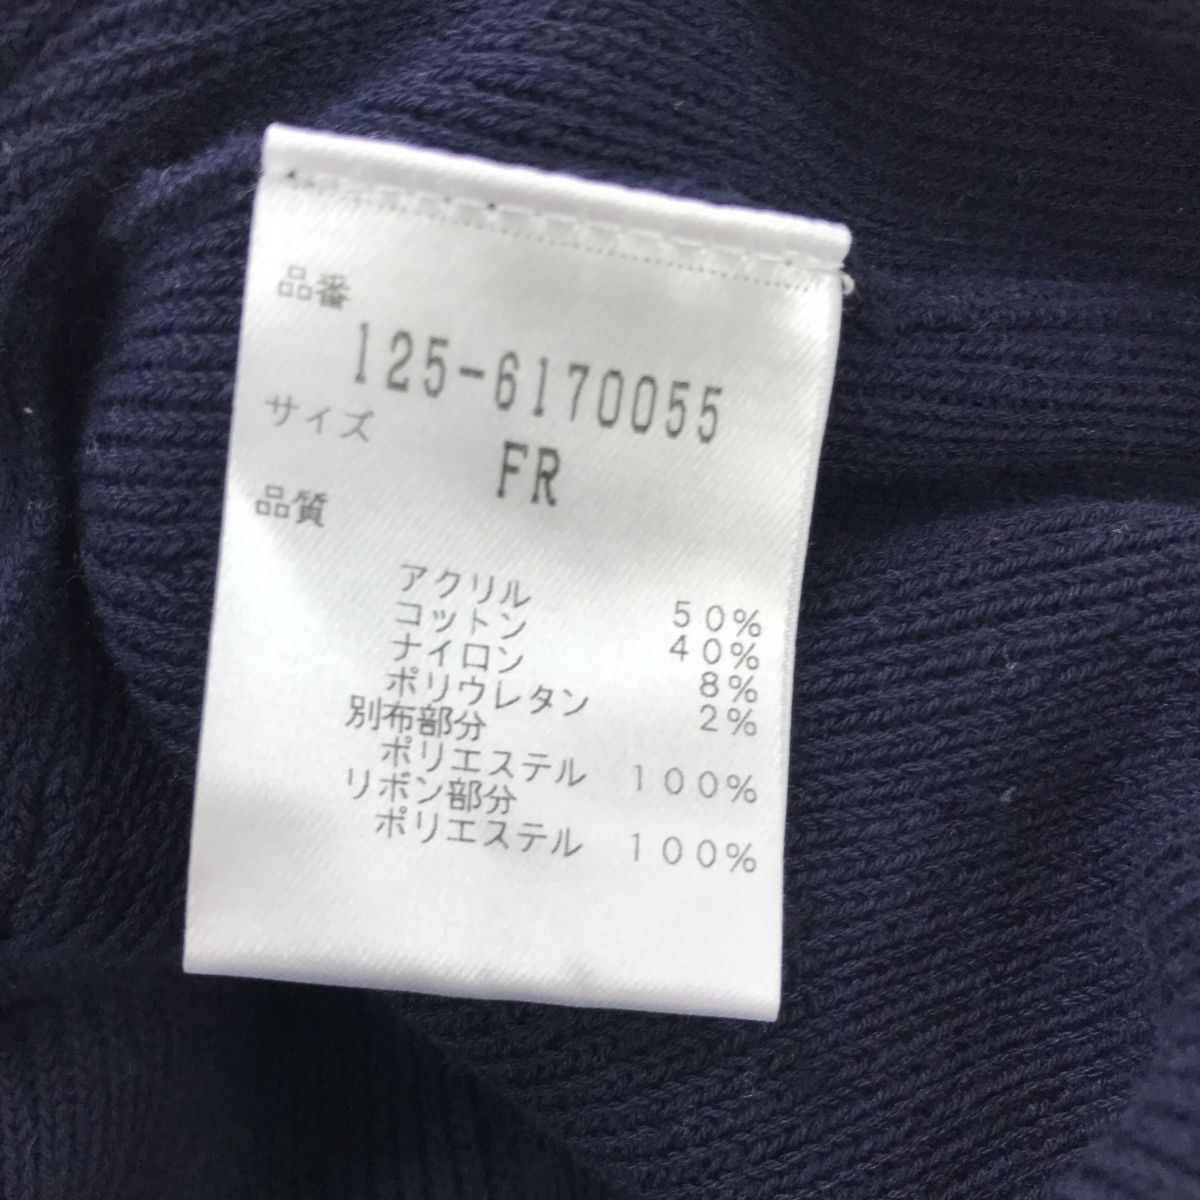 品番
125-6170055
サイズ
FR
品質
アクリル 50%
コットン 40%
ナイロン 8%
ポリウレタン 2%
別布部分
ポリエステル 100%
リボン部分
ポリエステル 100%